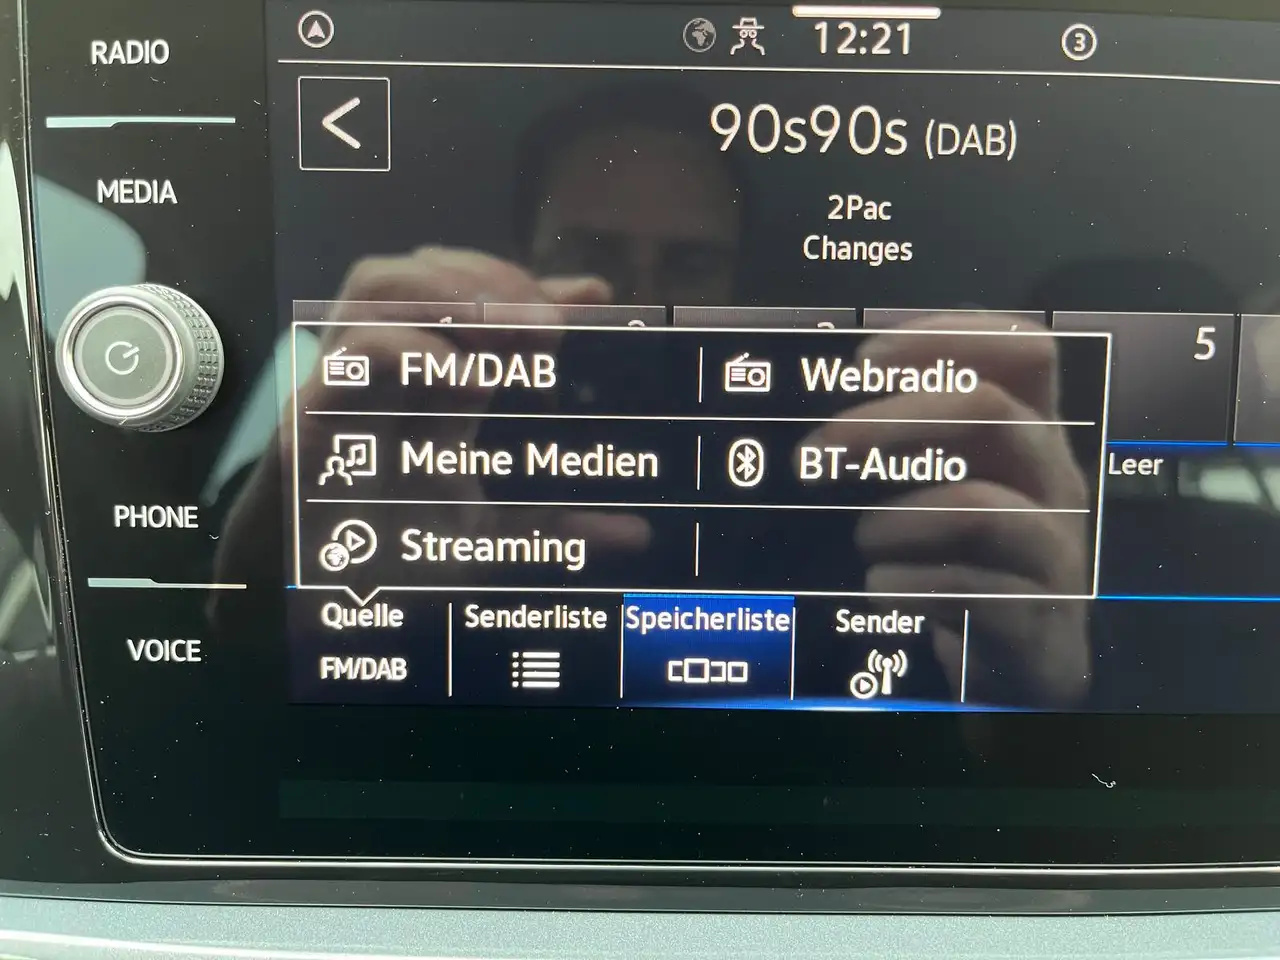 RADIO
MEDIA
PHONE
VOICE
12:21
3
90s90s (DAB)
2Pac
Changes
5
FM/DAB
Webradio
Meine Medien
BT-Audio
Leer
Streaming
Quelle
FM/DAB
Senderliste
Speicherliste
Sender